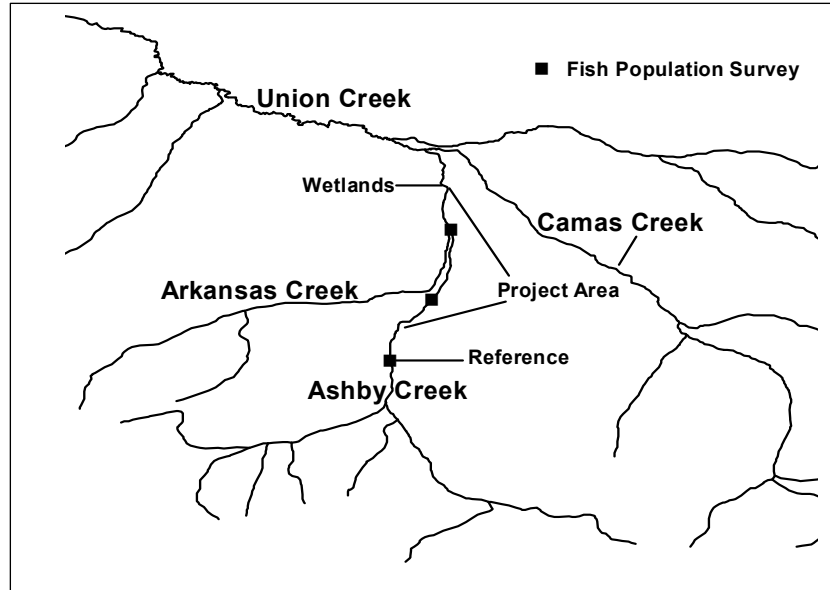 Fish Population Survey
Union Creek
Wetlands
Camas Creek
Arkansas Creek
Project Area
Reference
Ashby Creek